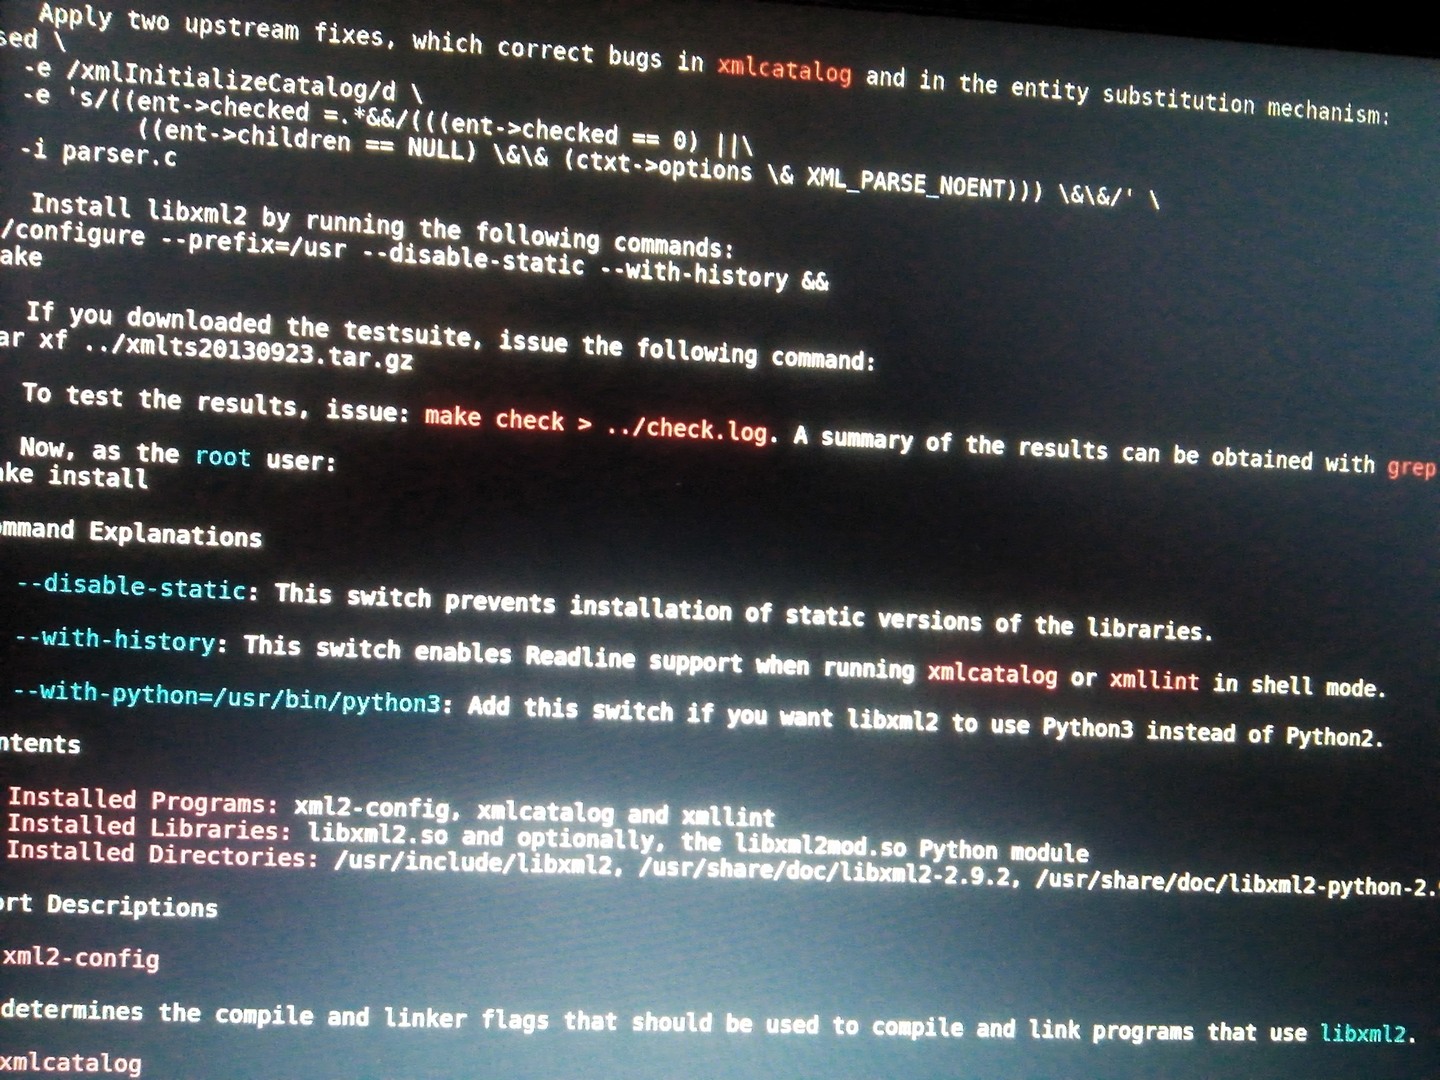 Apply two upstream fixes, which correct bugs in xmlcatalog and in the entity substitution mechanism:
sed \
-e /xmlInitializeCatalog/d \
-e 's/((ent->checked =.*&&/(((ent->checked == 0) ||\
((ent->children == NULL) \&\& (ctxt->options \& XML_PARSE_NOENT))) \&\&/' \
-i parser.c
Install libxml2 by running the following commands:
/configure --prefix=/usr --disable-static --with-history &&
ake
If you downloaded the testsuite, issue the following command:
ar xf ../xmlts20130923.tar.gz
To test the results, issue: make check > ../check.log. A summary of the results can be obtained with grep
Now, as the root user:
ake install
ommand Explanations
--disable-static: This switch prevents installation of static versions of the libraries.
--with-history: This switch enables Readline support when running xmlcatalog or xmllint in shell mode.
--with-python=/usr/bin/python3: Add this switch if you want libxml2 to use Python3 instead of Python2.
ntents
Installed Programs: xml2-config, xmlcatalog and xmllint
Installed Libraries: libxml2.so and optionally, the libxml2mod.so Python module
Installed Directories: /usr/include/libxml2, /usr/share/doc/libxml2-2.9.2, /usr/share/doc/libxml2-python-2.9
ort Descriptions
xml2-config
determines the compile and linker flags that should be used to compile and link programs that use libxml2.
xmlcatalog